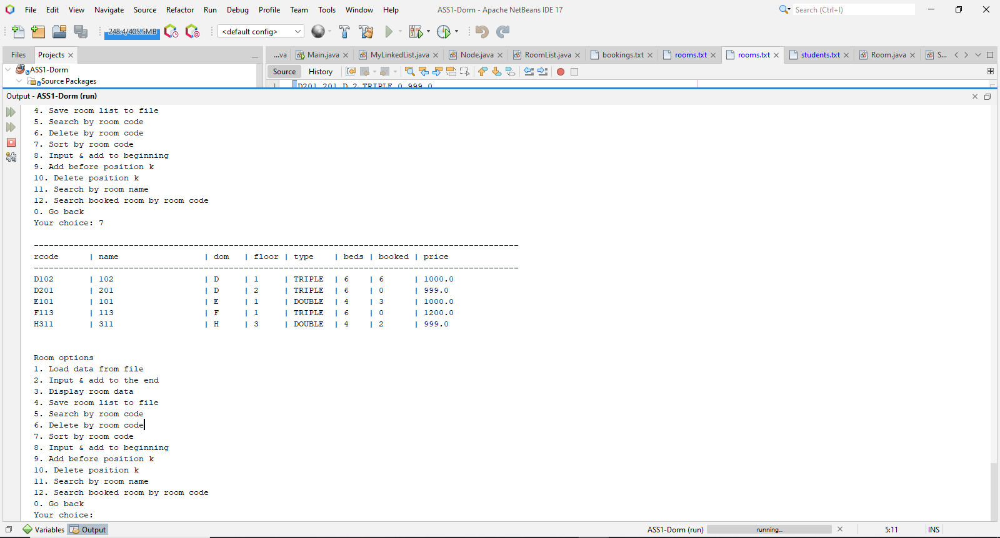 File Edit View Navigate Source Refactor Run Debug Profile Team Tools Window Help ASS1-Dorm - Apache NetBeans IDE 17 Search (Ctrl+I)
248.4/405.5MB <default config>
Files Projects ...va Main.java MyLinkedList.java Node.java RoomList.java bookings.txt rooms.txt rooms.txt students.txt Room.java S...
ASS1-Dorm Source History
Source Packages
1 D201,201,D,2,TRIPLE,0,999.0
Output - ASS1-Dorm (run)
4. Save room list to file
5. Search by room code
6. Delete by room code
7. Sort by room code
8. Input & add to beginning
9. Add before position k
10. Delete position k
11. Search by room name
12. Search booked room by room code
0. Go back
Your choice: 7
-------------------------------------------------------------------------------------------------
rcode | name | dom | floor | type | beds | booked | price
-------------------------------------------------------------------------------------------------
D102 | 102 | D | 1 | TRIPLE | 6 | 6 | 1000.0
D201 | 201 | D | 2 | TRIPLE | 6 | 0 | 999.0
E101 | 101 | E | 1 | DOUBLE | 4 | 3 | 1000.0
F113 | 113 | F | 1 | TRIPLE | 6 | 0 | 1200.0
H311 | 311 | H | 3 | DOUBLE | 4 | 2 | 999.0
Room options
1. Load data from file
2. Input & add to the end
3. Display room data
4. Save room list to file
5. Search by room code
6. Delete by room code
7. Sort by room code
8. Input & add to beginning
9. Add before position k
10. Delete position k
11. Search by room name
12. Search booked room by room code
0. Go back
Your choice:
Variables Output ASS1-Dorm (run) running... 5:11 INS